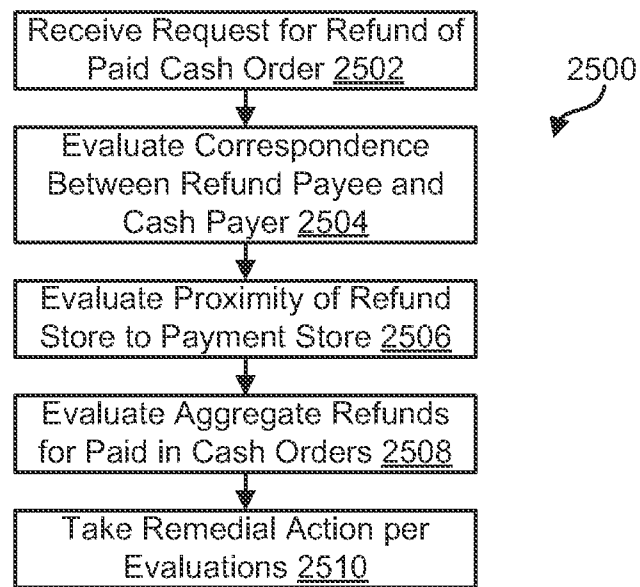 Receive Request for Refund of
Paid Cash Order 2502
2500
Evaluate Correspondence
Between Refund Payee and
Cash Payer 2504
Evaluate Proximity of Refund
Store to Payment Store 2506
Evaluate Aggregate Refunds
for Paid in Cash Orders 2508
Take Remedial Action per
Evaluations 2510